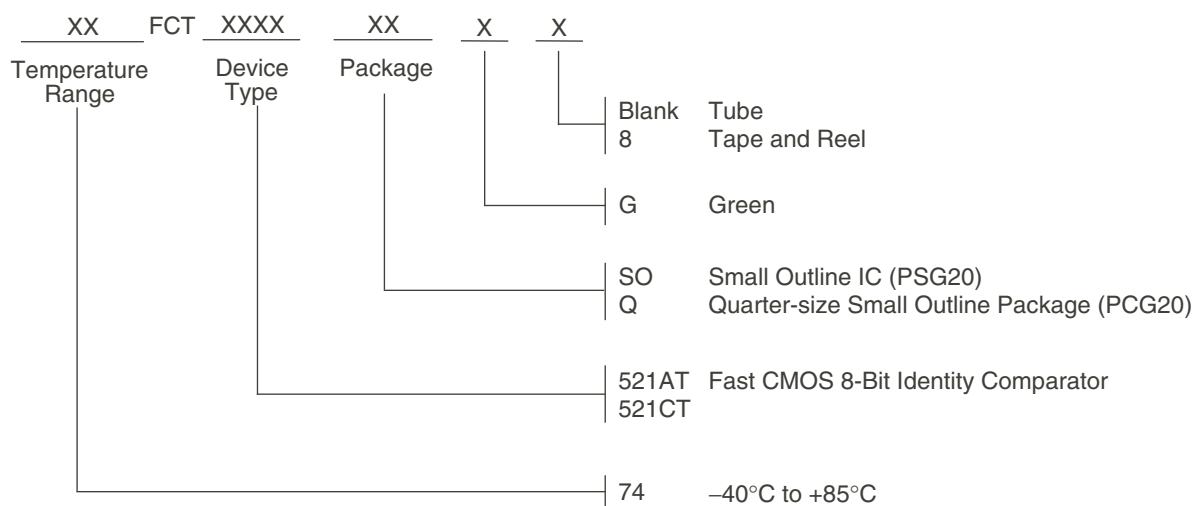 XX FCT XXXX XX X X
Temperature Range
Device Type
Package
Blank Tube
8 Tape and Reel
G Green
SO Small Outline IC (PSG20)
Q Quarter-size Small Outline Package (PCG20)
521AT Fast CMOS 8-Bit Identity Comparator
521CT
74 –40°C to +85°C